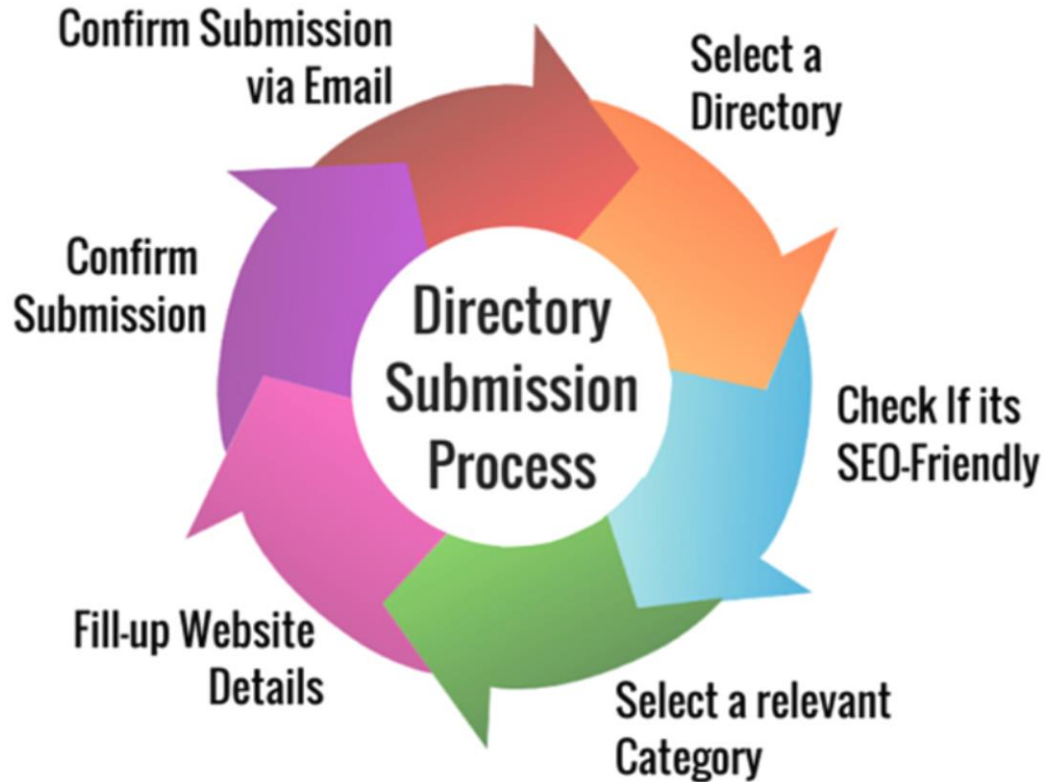 Confirm Submission
via Email
Select a
Directory
Check If its
SEO-Friendly
Select a relevant
Category
Fill-up Website
Details
Confirm
Submission
Directory
Submission
Process